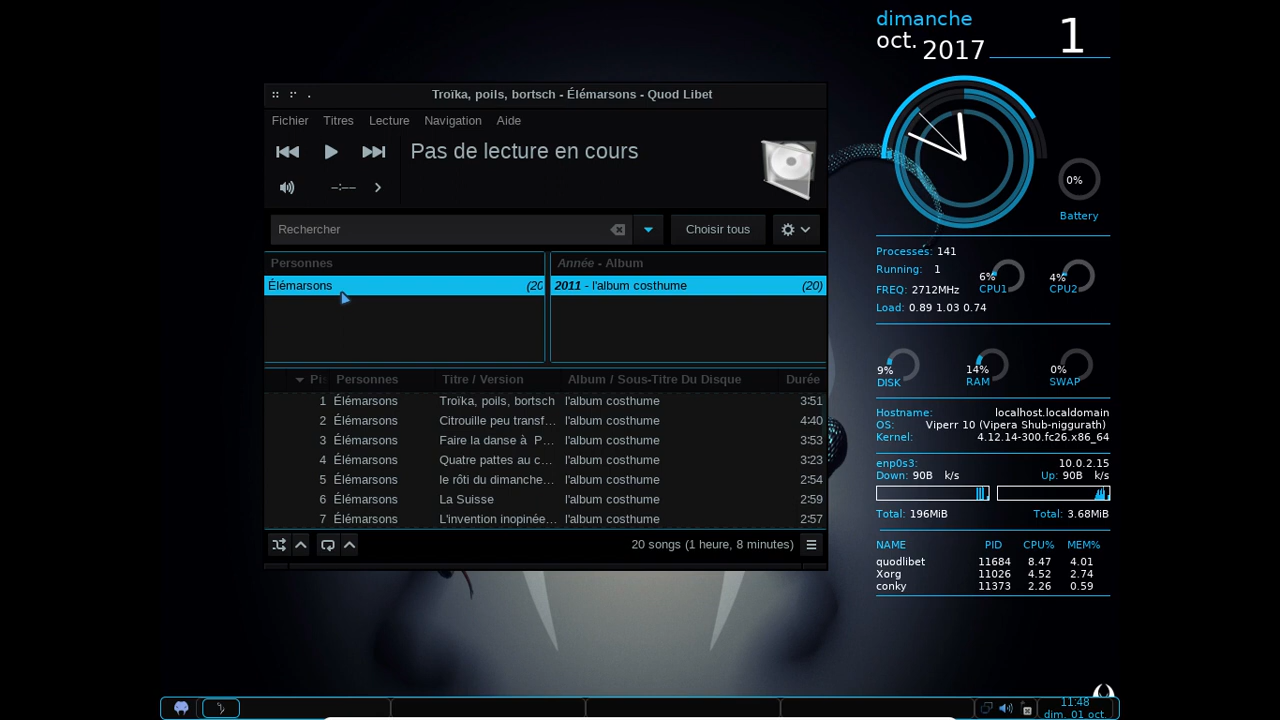 dimanche
oct. 2017 1
Troïka, poils, bortsch - Élémarsons - Quod Libet
Fichier Titres Lecture Navigation Aide
Pas de lecture en cours
–:––
Rechercher Choisir tous
Personnes
Élémarsons (20
Année - Album
2011 - l'album costhume (20)
Personnes Titre / Version Album / Sous-Titre Du Disque Durée
1 Élémarsons Troïka, poils, bortsch l'album costhume 3:51
2 Élémarsons Citrouille peu transf... l'album costhume 4:40
3 Élémarsons Faire la danse à P... l'album costhume 3:53
4 Élémarsons Quatre pattes au c... l'album costhume 3:23
5 Élémarsons le rôti du dimanche... l'album costhume 2:54
6 Élémarsons La Suisse l'album costhume 2:59
7 Élémarsons L'invention inopinée... l'album costhume 2:57
20 songs (1 heure, 8 minutes)
0%
Battery
Processes: 141
Running: 1
FREQ: 2712MHz
Load: 0.89 1.03 0.74
6% CPU1
4% CPU2
9% DISK
14% RAM
0% SWAP
Hostname: localhost.localdomain
OS: Viperr 10 (Vipera Shub-niggurath)
Kernel: 4.12.14-300.fc26.x86_64
enp0s3: 10.0.2.15
Down: 90B k/s Up: 90B k/s
Total: 196MiB Total: 3.68MiB
NAME PID CPU% MEM%
quodlibet 11684 8.47 4.01
Xorg 11026 4.52 2.74
conky 11373 2.26 0.59
11:48
dim. 01 oct.